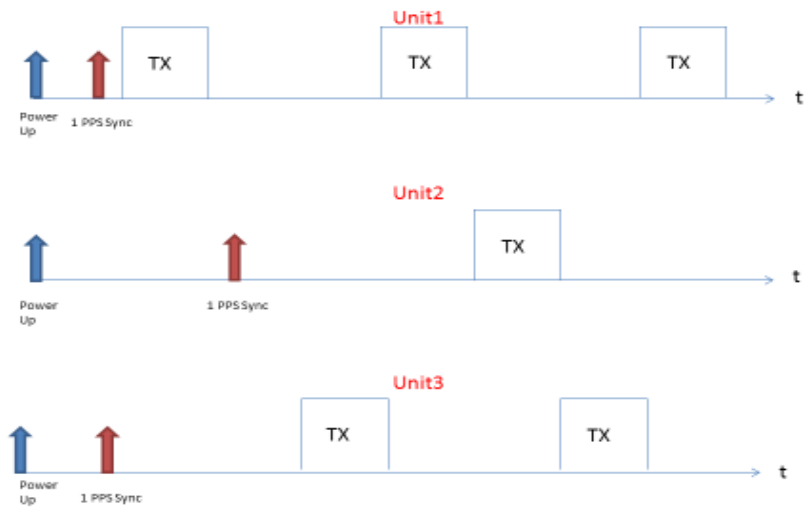 Unit1
TX
TX
TX
t
Power
Up
1 PPS Sync
Unit2
TX
t
Power
Up
1 PPS Sync
Unit3
TX
TX
t
Power
Up
1 PPS Sync